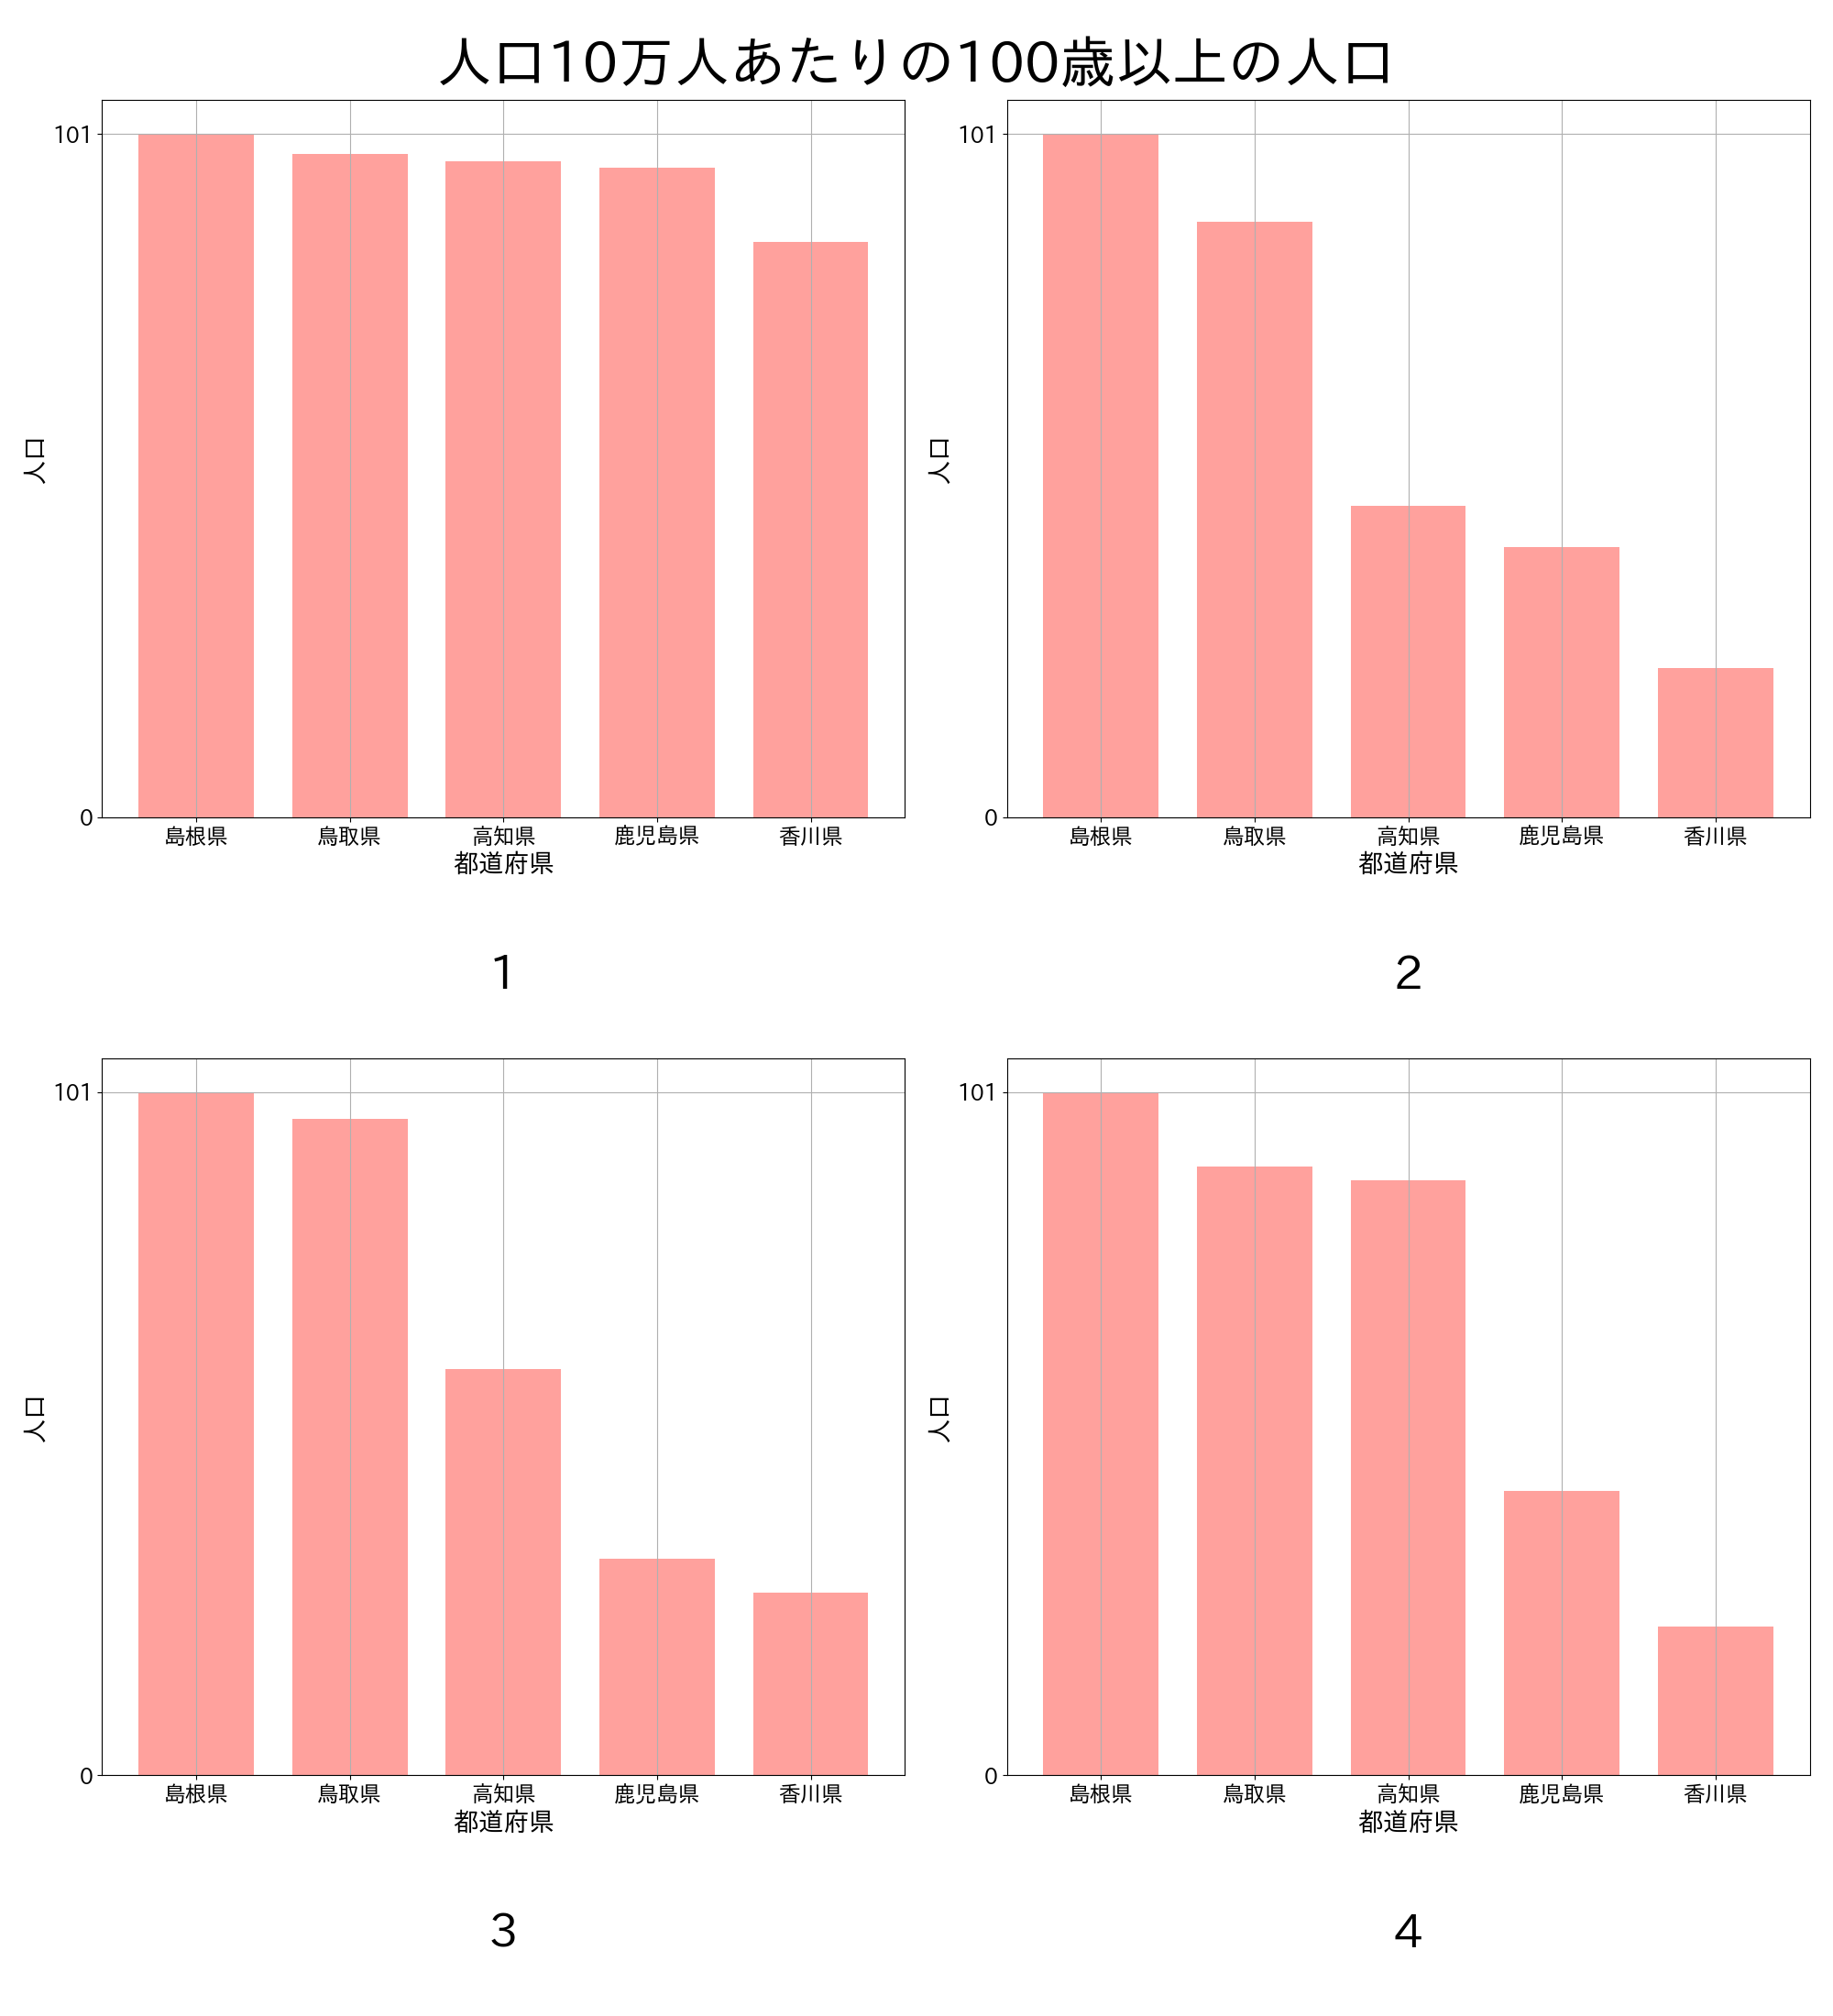 人口10万人あたりの100歳以上の人口
101
0
人口
島根県 鳥取県 高知県 鹿児島県 香川県
都道府県
1
101
0
人口
島根県 鳥取県 高知県 鹿児島県 香川県
都道府県
2
101
0
人口
島根県 鳥取県 高知県 鹿児島県 香川県
都道府県
3
101
0
人口
島根県 鳥取県 高知県 鹿児島県 香川県
都道府県
4